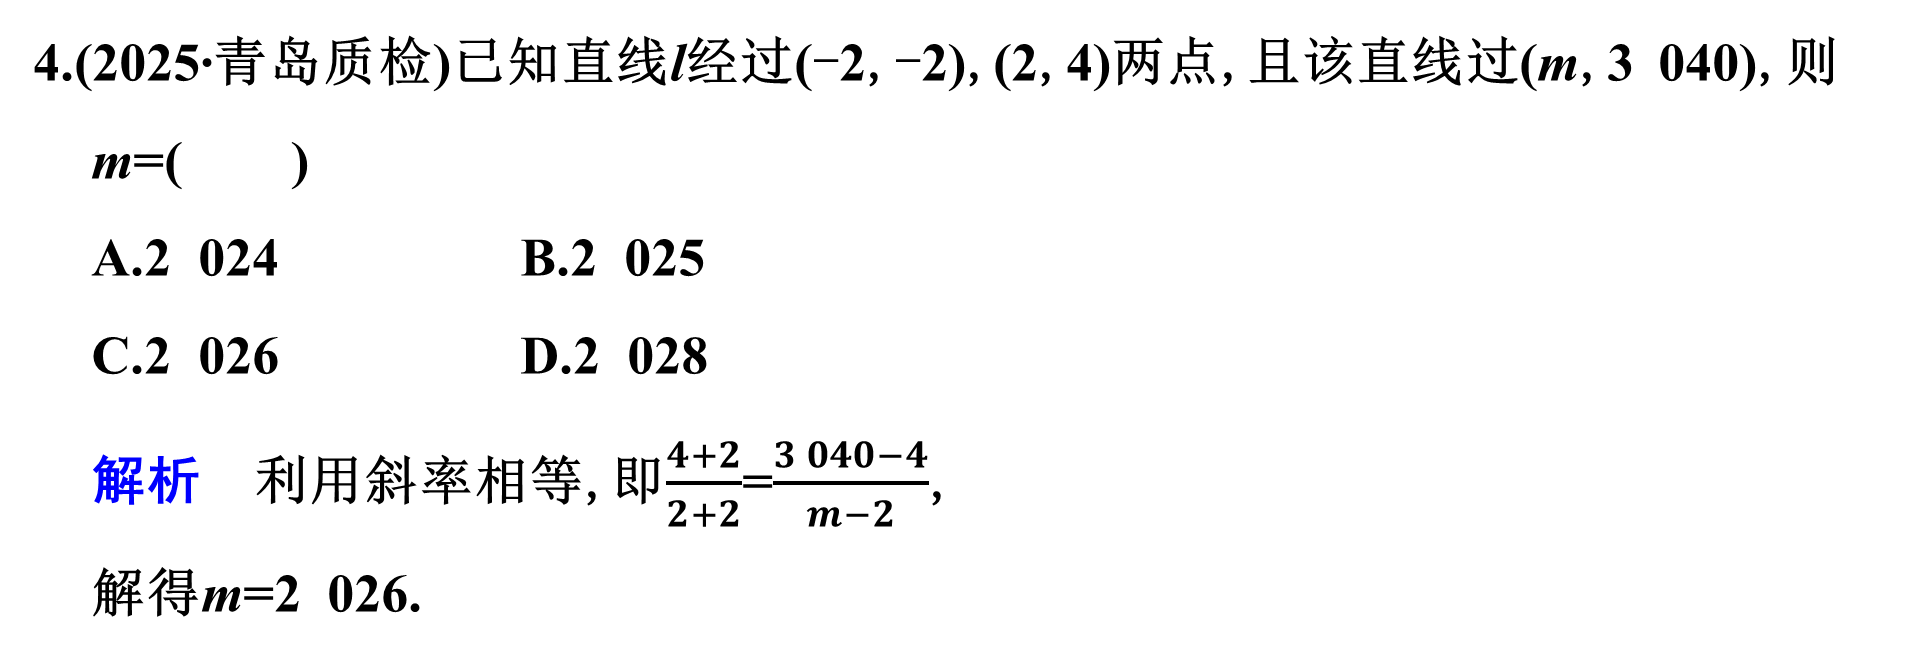 4.(2025·青岛质检)已知直线l经过(−2, −2), (2, 4)两点, 且该直线过(m, 3 040), 则
m=(  )
A.2 024  B.2 025
C.2 026  D.2 028
解析 利用斜率相等, 即\frac{4+2}{2+2}=\frac{3 040−4}{m−2},
解得m=2 026.